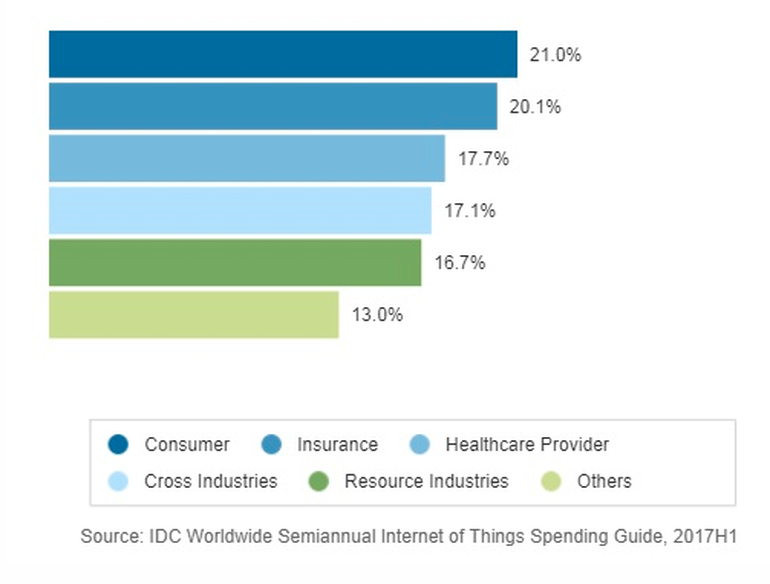 21.0%
20.1%
17.7%
17.1%
16.7%
13.0%
Consumer Insurance Healthcare Provider
Cross Industries Resource Industries Others
Source: IDC Worldwide Semiannual Internet of Things Spending Guide, 2017H1